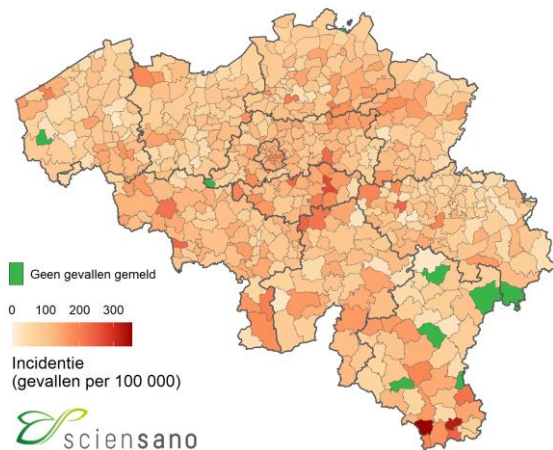 Geen gevallen gemeld
0 100 200 300
Incidentie
(gevallen per 100 000)
sciensano